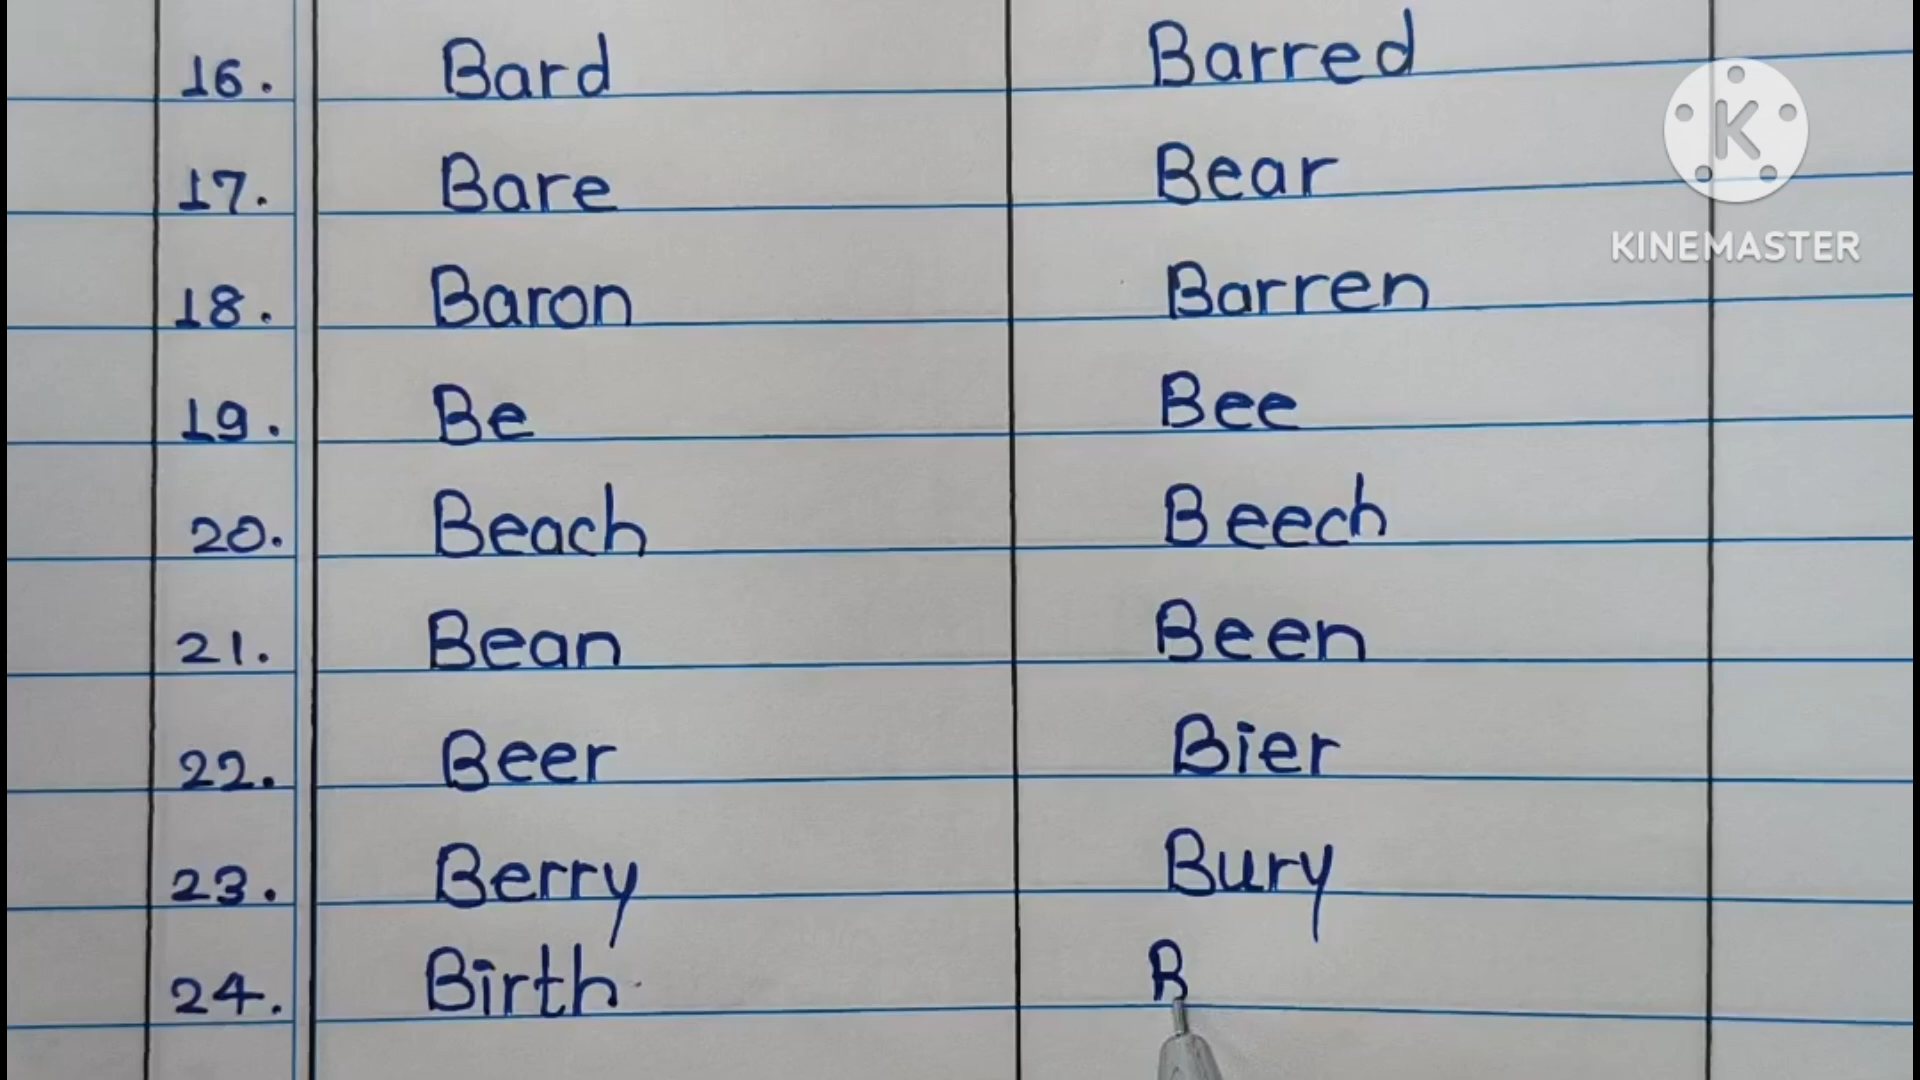 16. Bard Barred
17. Bare Bear
18. Baron Barren
19. Be Bee
20. Beach Beech
21. Bean Been
22. Beer Bier
23. Berry Bury
24. Birth B
K
KINEMASTER